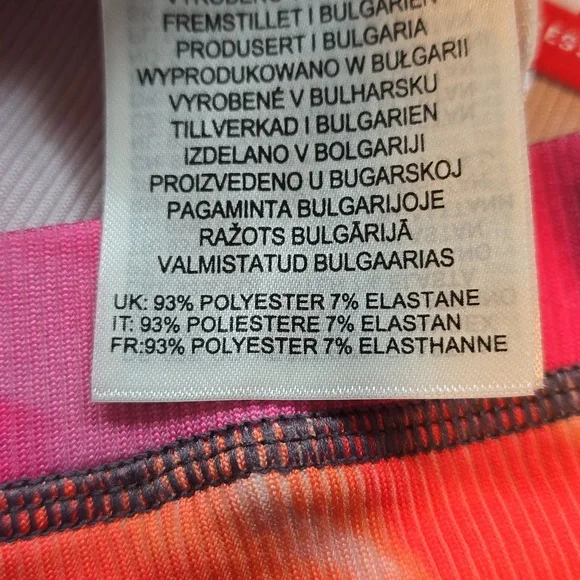 FREMSTILLET I BULGARIEN
PRODUSERT I BULGARIA
WYPRODUKOWANO W BUŁGARII
VYROBENÉ V BULHARSKU
TILLVERKAD I BULGARIEN
IZDELANO V BOLGARIJI
PROIZVEDENO U BUGARSKOJ
PAGAMINTA BULGARIJOJE
RAŽOTS BULGĀRIJĀ
VALMISTATUD BULGAARIAS
UK: 93% POLYESTER 7% ELASTANE
IT: 93% POLIESTERE 7% ELASTAN
FR:93% POLYESTER 7% ELASTHANNE